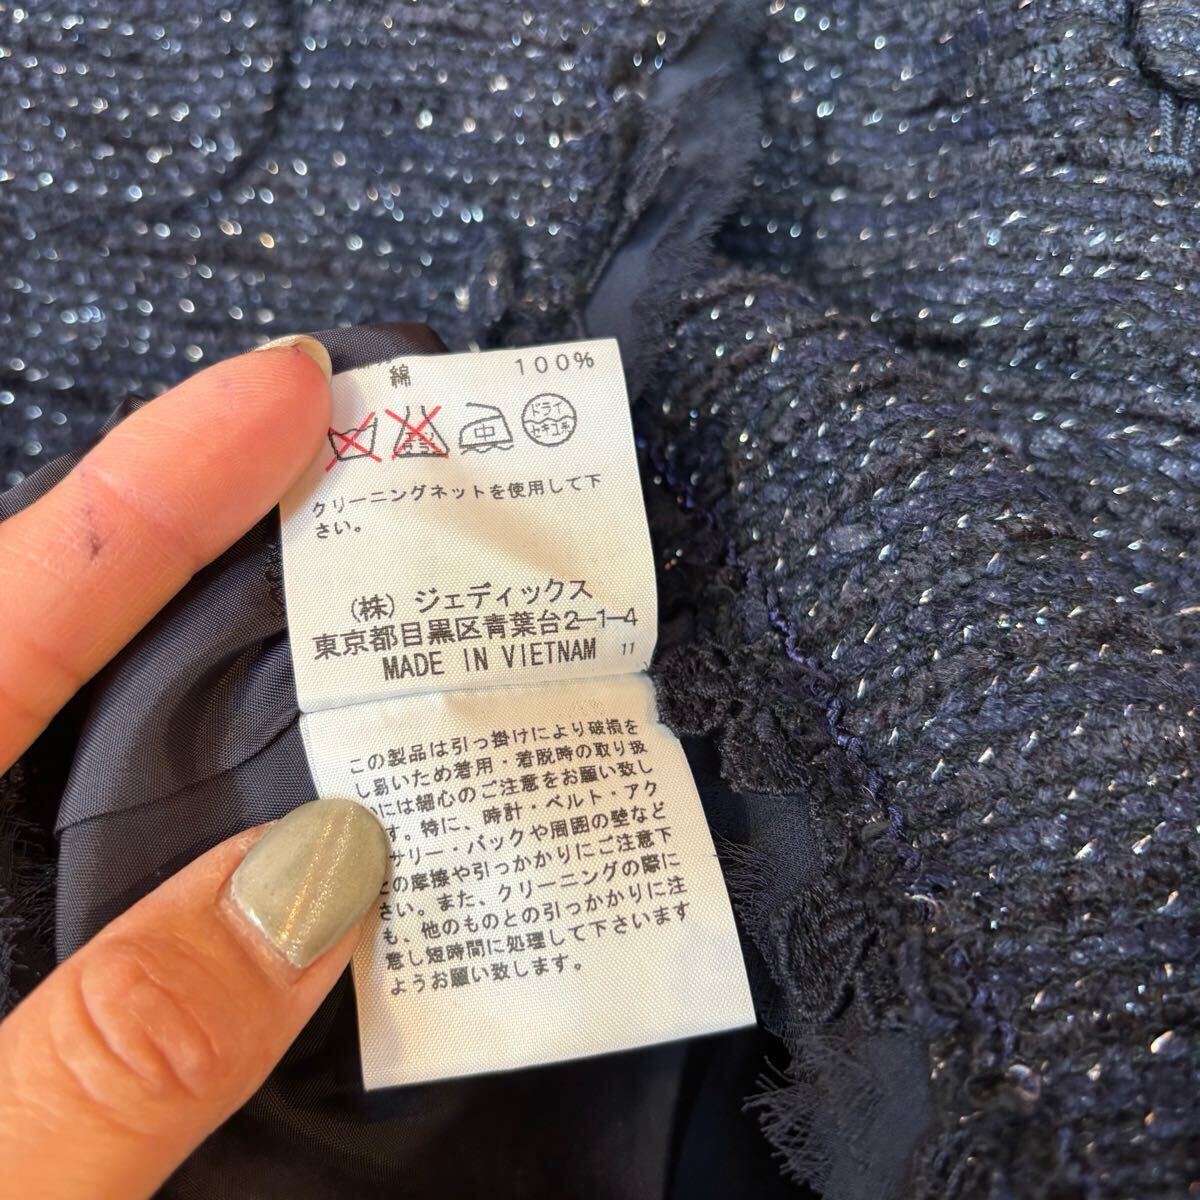 綿 100%
中
ドライ
セキユ系
クリーニングネットを使用して下
さい。
(株) ジェディックス
東京都目黒区青葉台2-1-4
MADE IN VIETNAM 11
この製品は引っ掛けにより破損を
し易いため着用・着脱時の取り扱
には細心のご注意をお願い致し
す。特に、時計・ベルト・アク
サリー・バックや周囲の壁など
の摩擦や引っかかりにご注意下
さい。また、クリーニングの際に
も、他のものとの引っかかりに注
意し短時間に処理して下さいます
ようお願い致します。